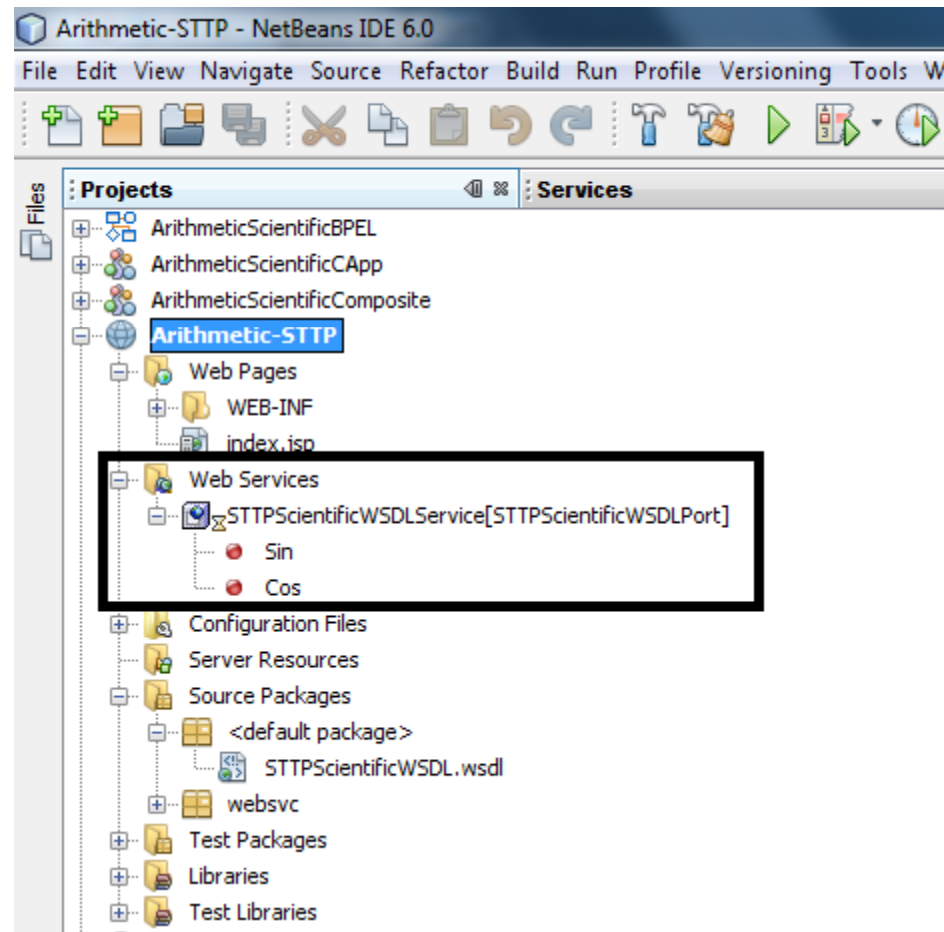 Arithmetic-STTP - NetBeans IDE 6.0
File Edit View Navigate Source Refactor Build Run Profile Versioning Tools W
Files
Projects
Services
ArithmeticScientificBPEL
ArithmeticScientificCApp
ArithmeticScientificComposite
Arithmetic-STTP
Web Pages
WEB-INF
index.jsp
Web Services
STTPScientificWSDLService[STTPScientificWSDLPort]
Sin
Cos
Configuration Files
Server Resources
Source Packages
<default package>
STTPScientificWSDL.wsdl
websvc
Test Packages
Libraries
Test Libraries